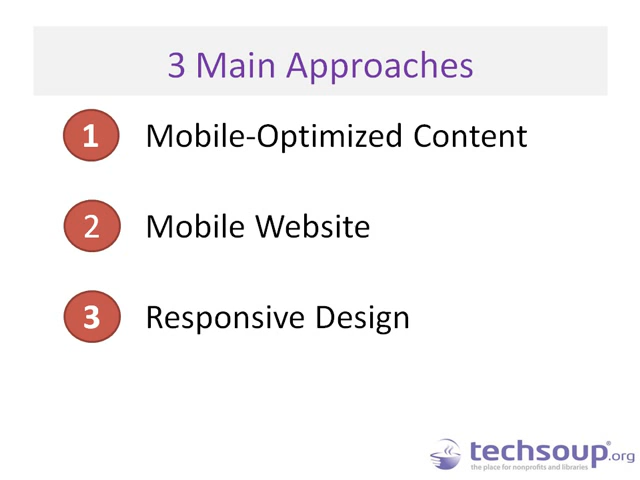 3 Main Approaches
1 Mobile-Optimized Content
2 Mobile Website
3 Responsive Design
techsoup®.org
the place for nonprofits and libraries